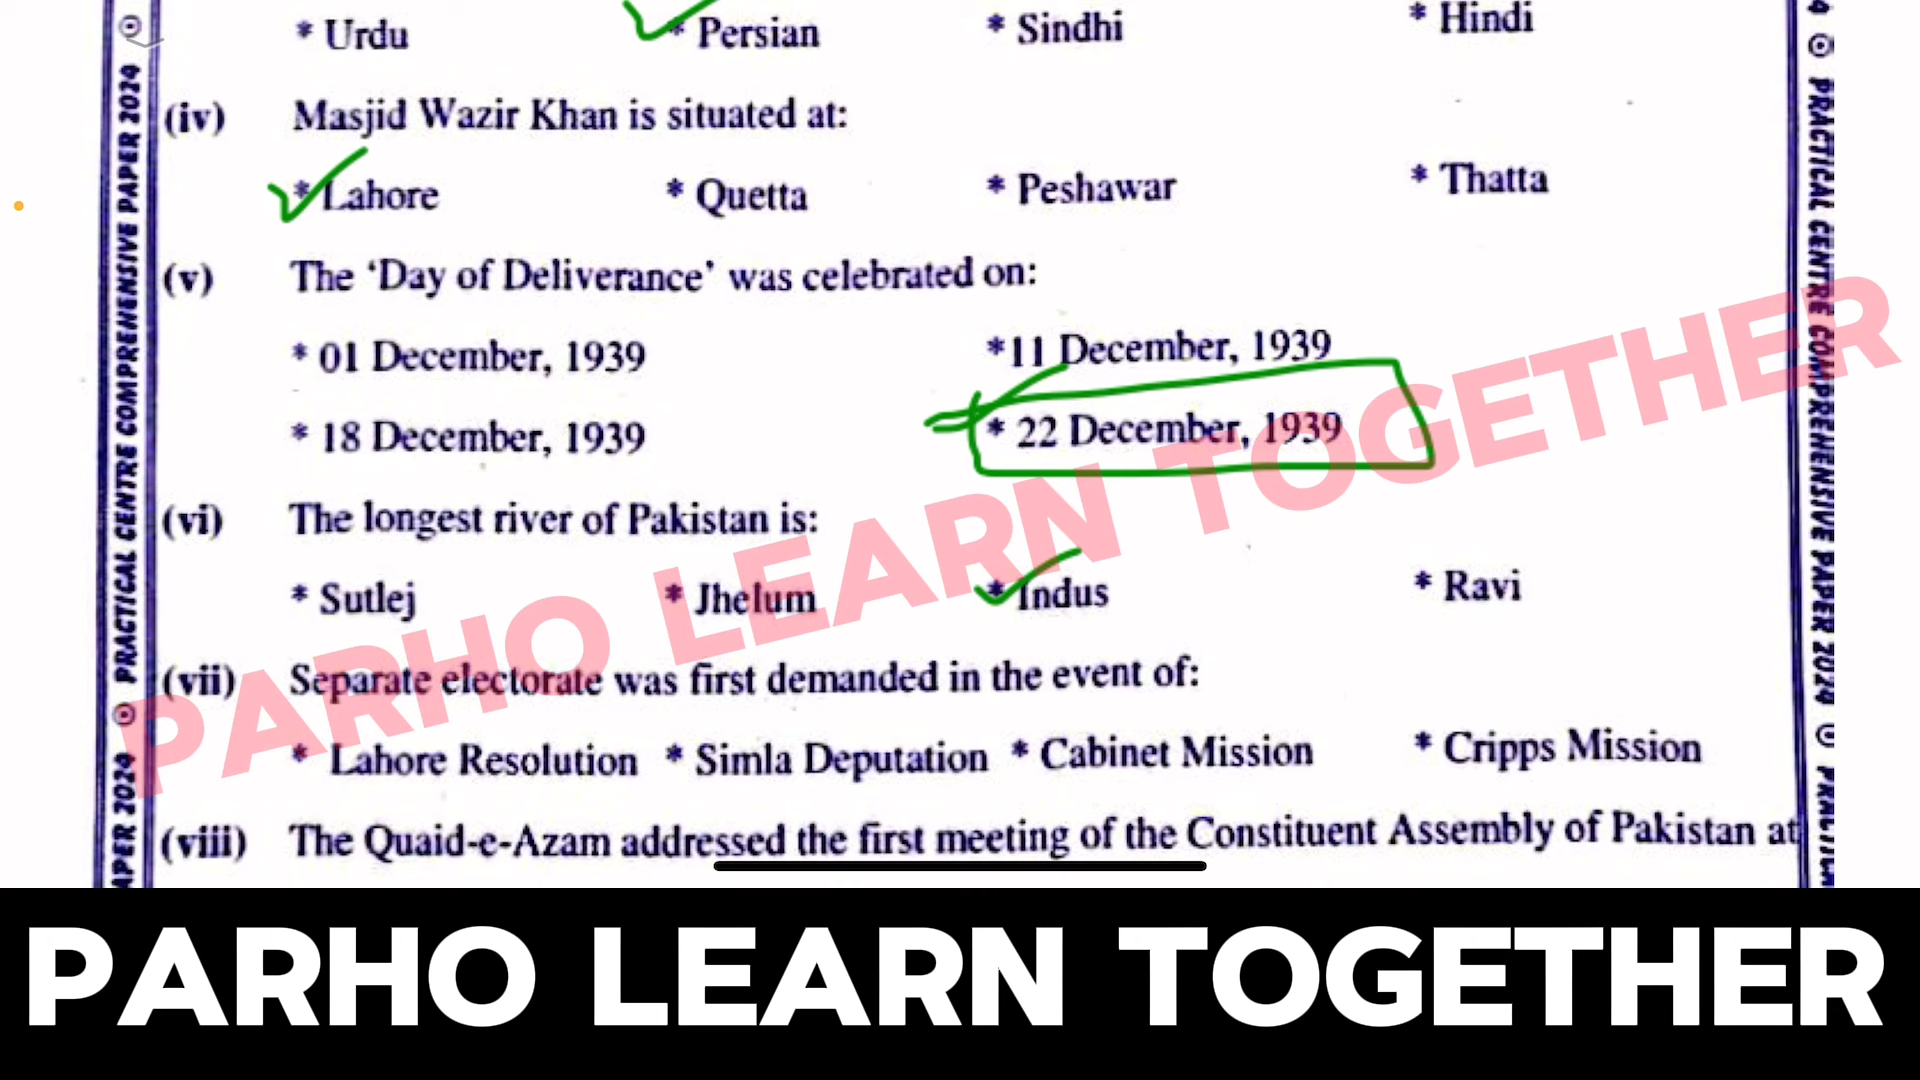 * Urdu * Persian * Sindhi * Hindi
(iv) Masjid Wazir Khan is situated at:
* Lahore * Quetta * Peshawar * Thatta
(v) The ‘Day of Deliverance’ was celebrated on:
* 01 December, 1939 *11 December, 1939
* 18 December, 1939 * 22 December, 1939
(vi) The longest river of Pakistan is:
* Sutlej * Jhelum * Indus * Ravi
(vii) Separate electorate was first demanded in the event of:
* Lahore Resolution * Simla Deputation * Cabinet Mission * Cripps Mission
(viii) The Quaid-e-Azam addressed the first meeting of the Constituent Assembly of Pakistan at
PARHO LEARN TOGETHER
PARHO LEARN TOGETHER
PRACTICAL CENTRE COMPREHENSIVE PAPER 2024
PRACTICAL CENTRE COMPREHENSIVE PAPER 2024